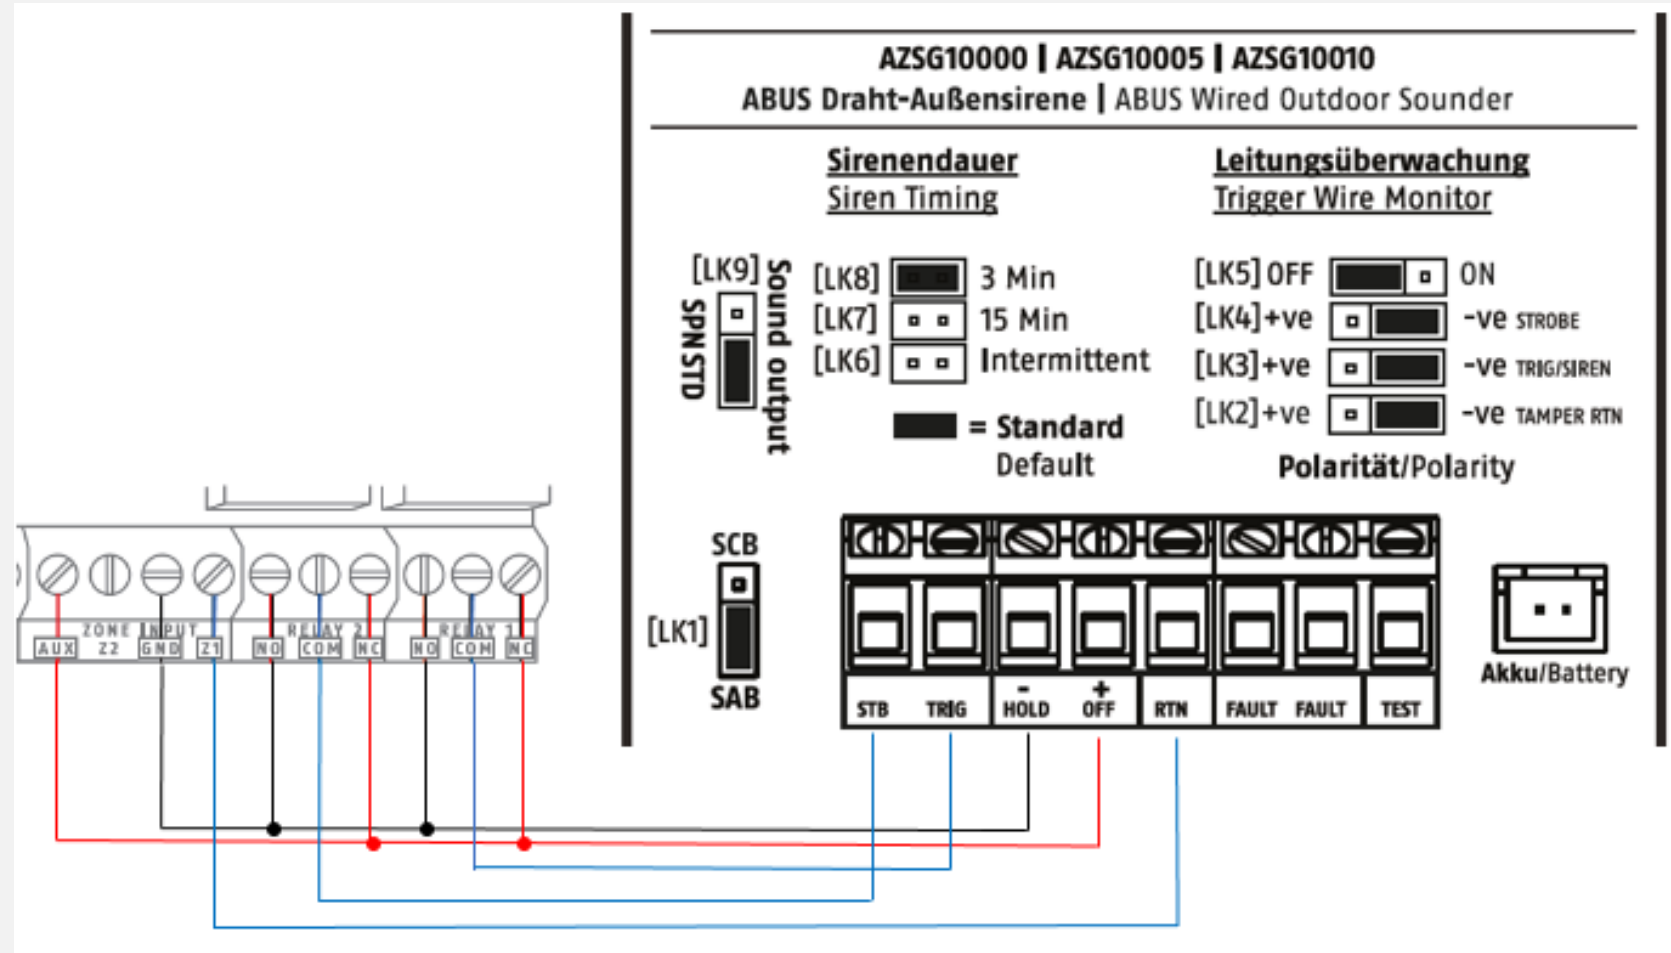 AZSG10000 | AZSG10005 | AZSG10010
ABUS Draht-Außensirene | ABUS Wired Outdoor Sounder
Sirenendauer
Siren Timing
Leitungsüberwachung
Trigger Wire Monitor
[LK9]
SPN STD
Sound output
[LK8] 3 Min
[LK7] 15 Min
[LK6] Intermittent
= Standard
Default
[LK5] OFF ON
[LK4]+ve -ve STROBE
[LK3]+ve -ve TRIG/SIREN
[LK2]+ve -ve TAMPER RTN
Polarität/Polarity
SCB
[LK1]
SAB
ZONE INPUT RELAY 2 RELAY 1
AUX Z2 GND Z1 NO COM NC NO COM NC
- +
STB TRIG HOLD OFF RTN FAULT FAULT TEST
Akku/Battery